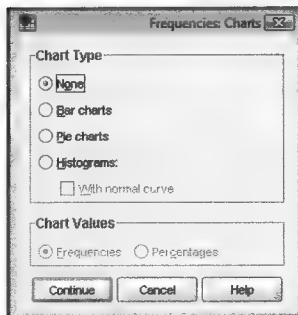 Frequencies: Charts
Chart Type
None
Bar charts
Pie charts
Histograms:
With normal curve
Chart Values
Frequencies Percentages
Continue Cancel Help